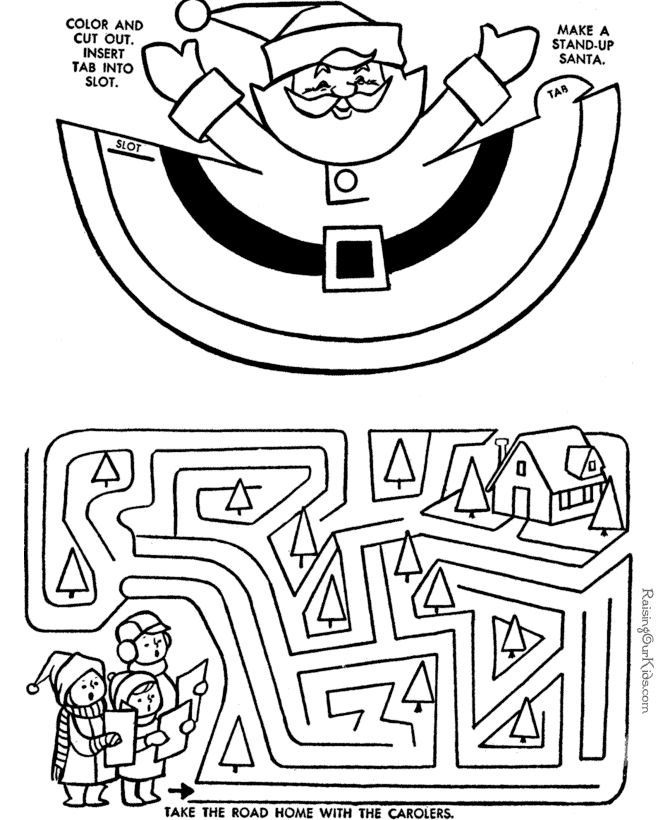 COLOR AND
CUT OUT.
INSERT
TAB INTO
SLOT.
MAKE A
STAND-UP
SANTA.
TAB
SLOT
RaisingOurKids.com
TAKE THE ROAD HOME WITH THE CAROLERS.